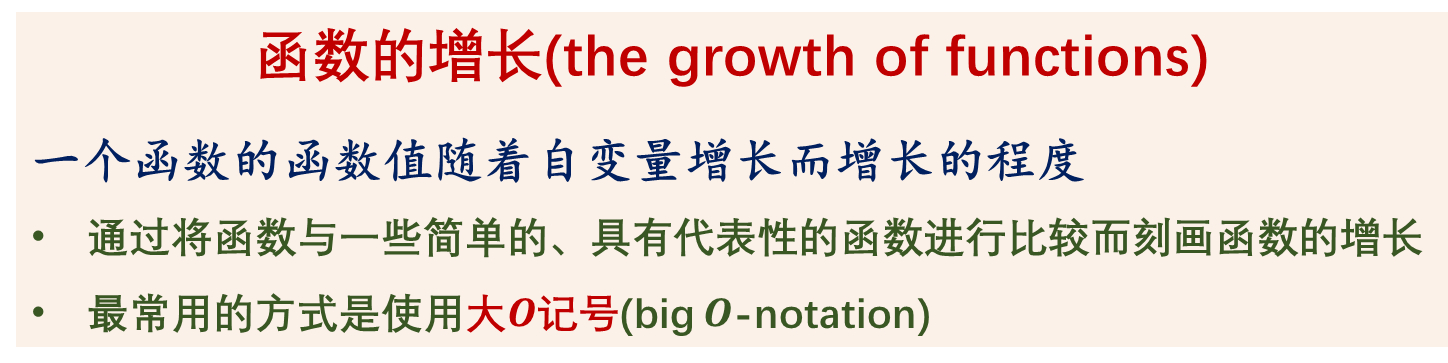 函数的增长(the growth of functions)
一个函数的函数值随着自变量增长而增长的程度
• 通过将函数与一些简单的、具有代表性的函数进行比较而刻画函数的增长
• 最常用的方式是使用大O记号(big O-notation)